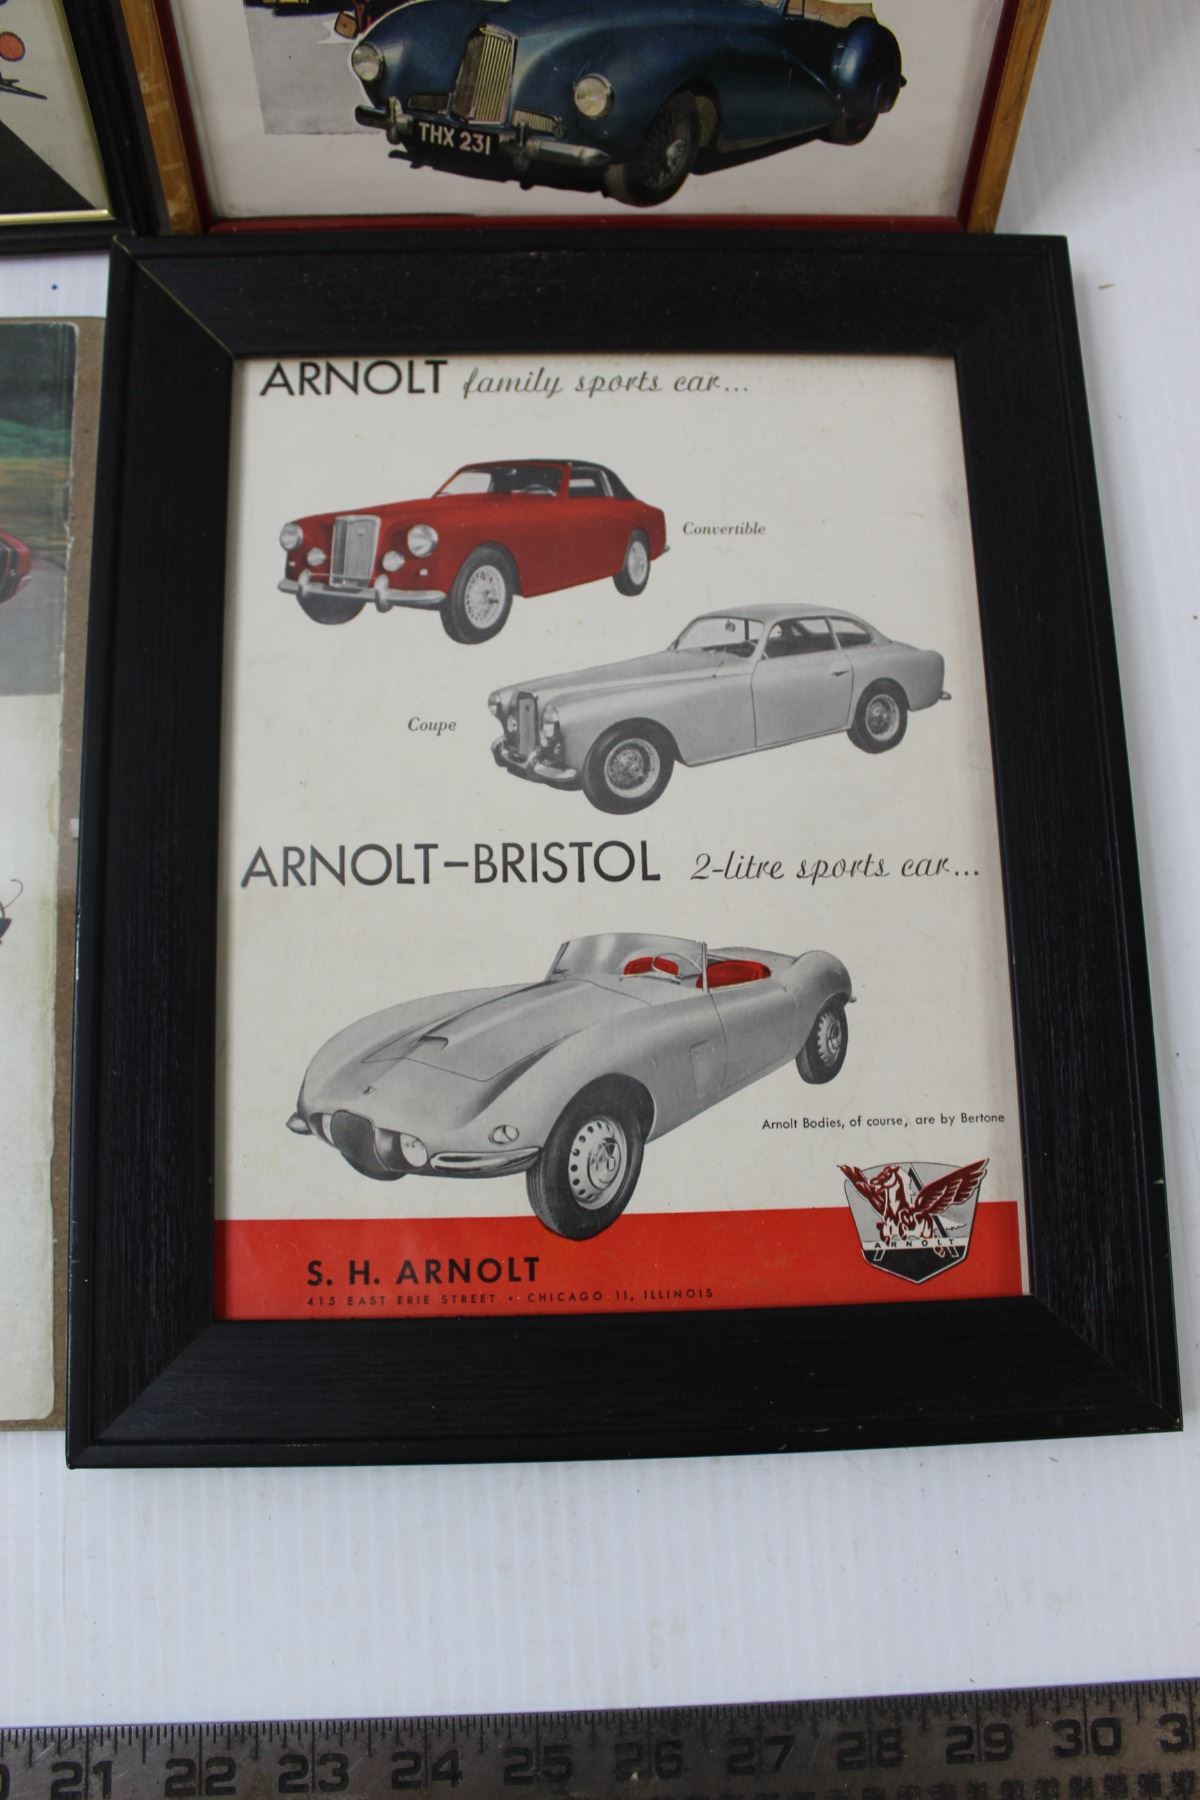 THX 231
ARNOLT family sports car...
Convertible
Coupe
ARNOLT–BRISTOL 2-litre sports car...
Arnolt Bodies, of course, are by Bertone
ARNOLT
S. H. ARNOLT
415 EAST ERIE STREET • CHICAGO 11, ILLINOIS
21 22 23 24 25 26 27 28 29 30